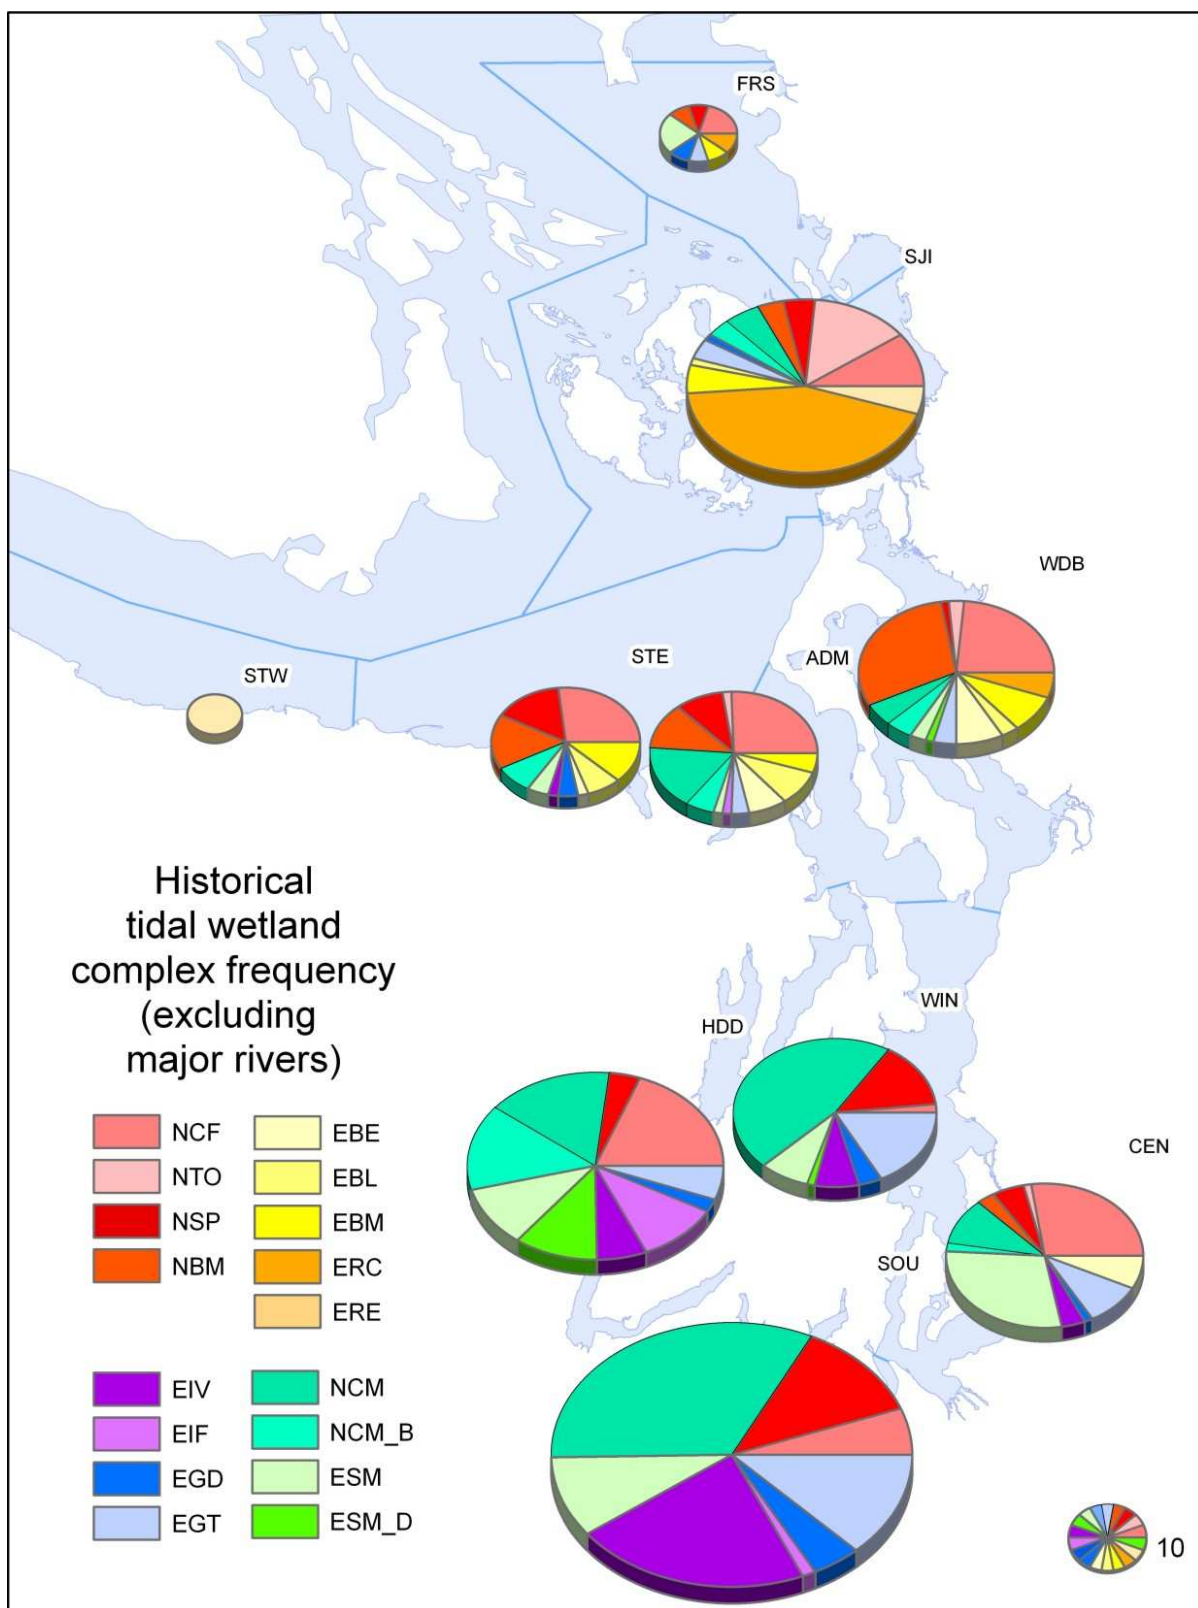 FRS
SJI
WDB
STE
ADM
STW
Historical
tidal wetland
complex frequency
(excluding
major rivers)
WIN
HDD
CEN
SOU
NCF
NTO
NSP
NBM
EBE
EBL
EBM
ERC
ERE
EIV
EIF
EGD
EGT
NCM
NCM_B
ESM
ESM_D
10